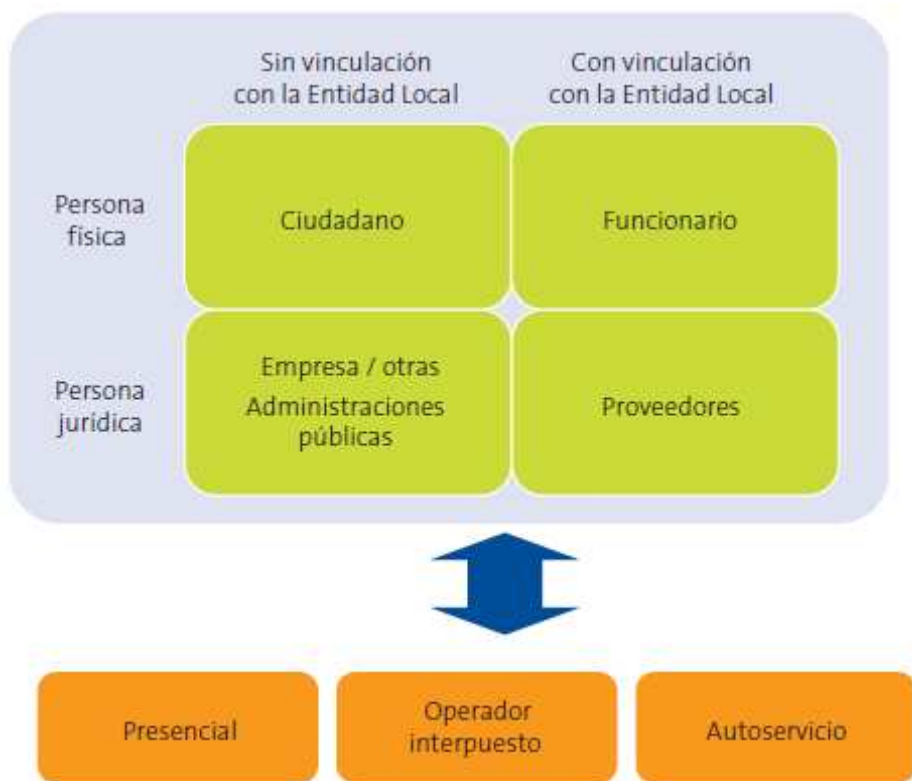 Sin vinculación
con la Entidad Local
Con vinculación
con la Entidad Local
Persona
física
Ciudadano
Funcionario
Persona
jurídica
Empresa / otras
Administraciones
públicas
Proveedores
Presencial
Operador
interpuesto
Autoservicio